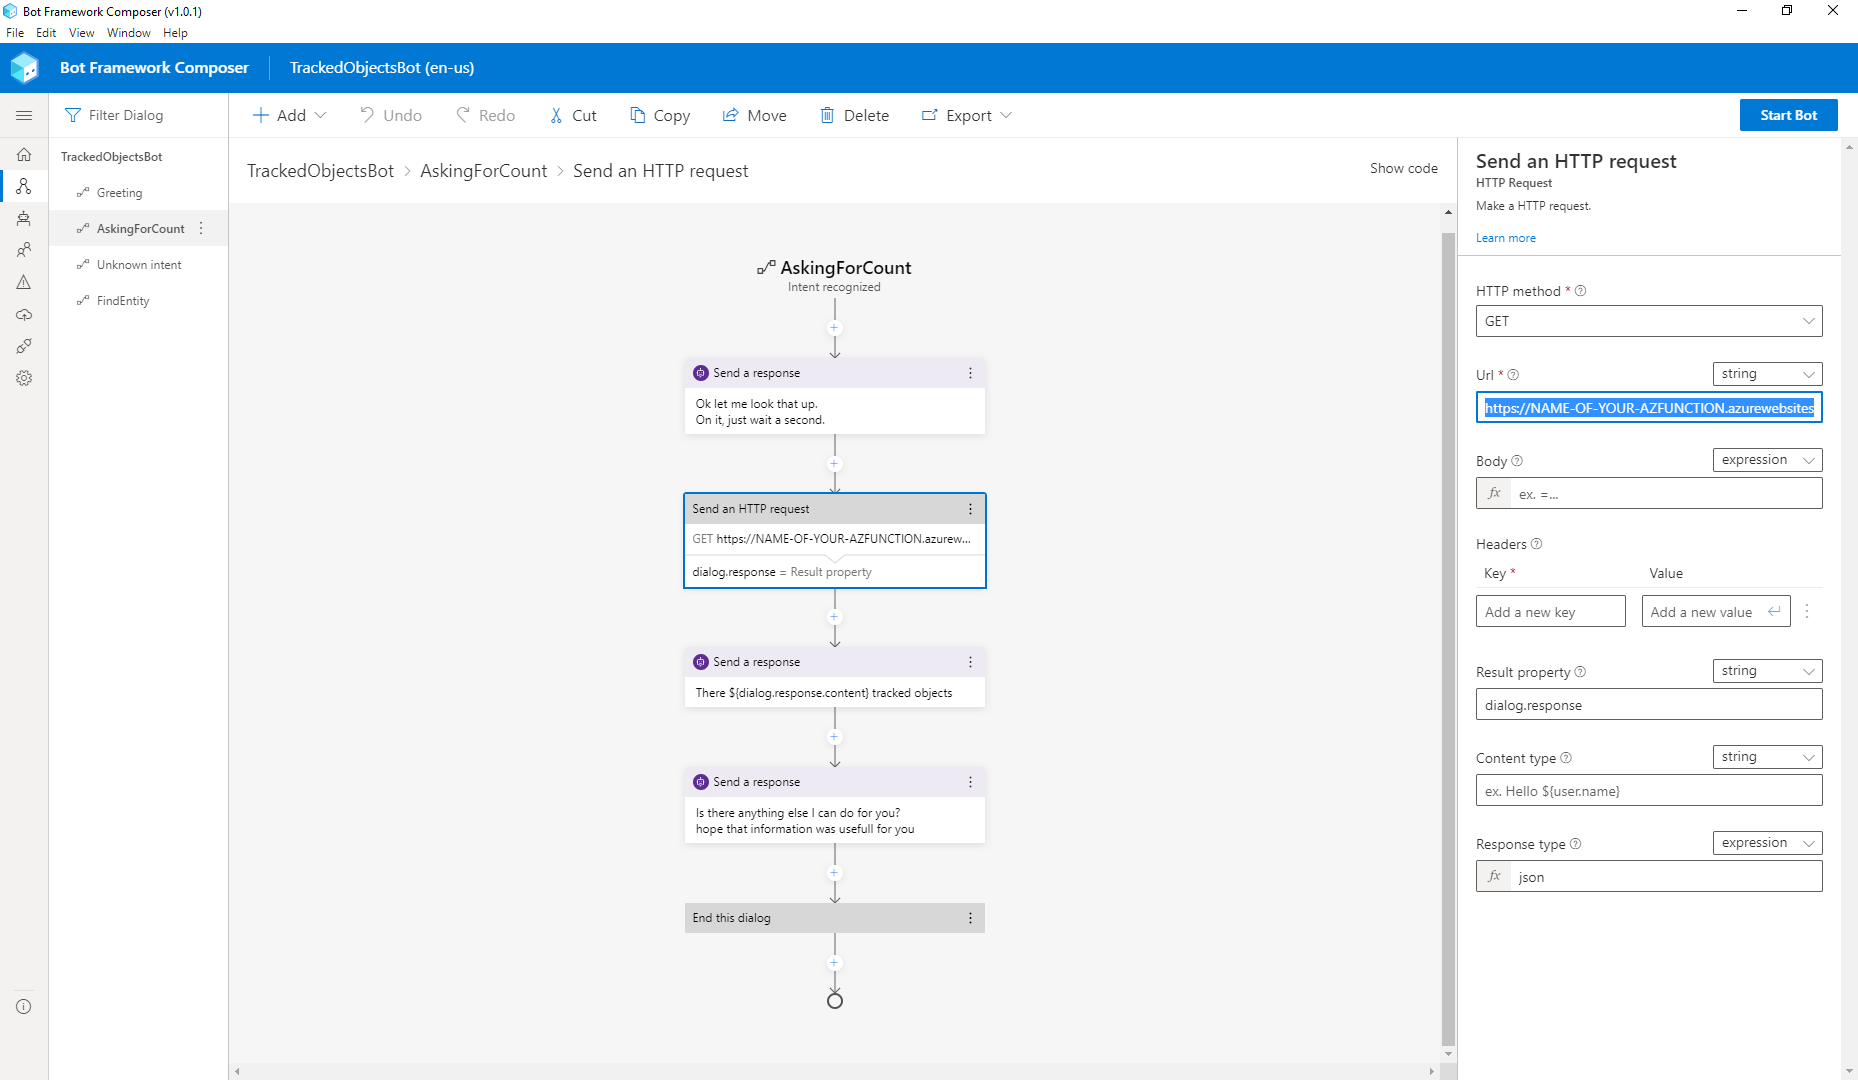 Bot Framework Composer (v1.0.1)
File Edit View Window Help
Bot Framework Composer TrackedObjectsBot (en-us)
Filter Dialog
Add Undo Redo Cut Copy Move Delete Export Start Bot
TrackedObjectsBot
Greeting
AskingForCount
Unknown intent
FindEntity
TrackedObjectsBot > AskingForCount > Send an HTTP request
Show code
AskingForCount
Intent recognized
Send a response
Ok let me look that up.
On it, just wait a second.
Send an HTTP request
GET https://NAME-OF-YOUR-AZFUNCTION.azurew...
dialog.response = Result property
Send a response
There ${dialog.response.content} tracked objects
Send a response
Is there anything else I can do for you?
hope that information was usefull for you
End this dialog
Send an HTTP request
HTTP Request
Make a HTTP request.
Learn more
HTTP method *
GET
Url * string
https://NAME-OF-YOUR-AZFUNCTION.azurewebsites
Body expression
fx ex. =...
Headers
Key * Value
Add a new key Add a new value
Result property string
dialog.response
Content type string
ex. Hello ${user.name}
Response type expression
fx json